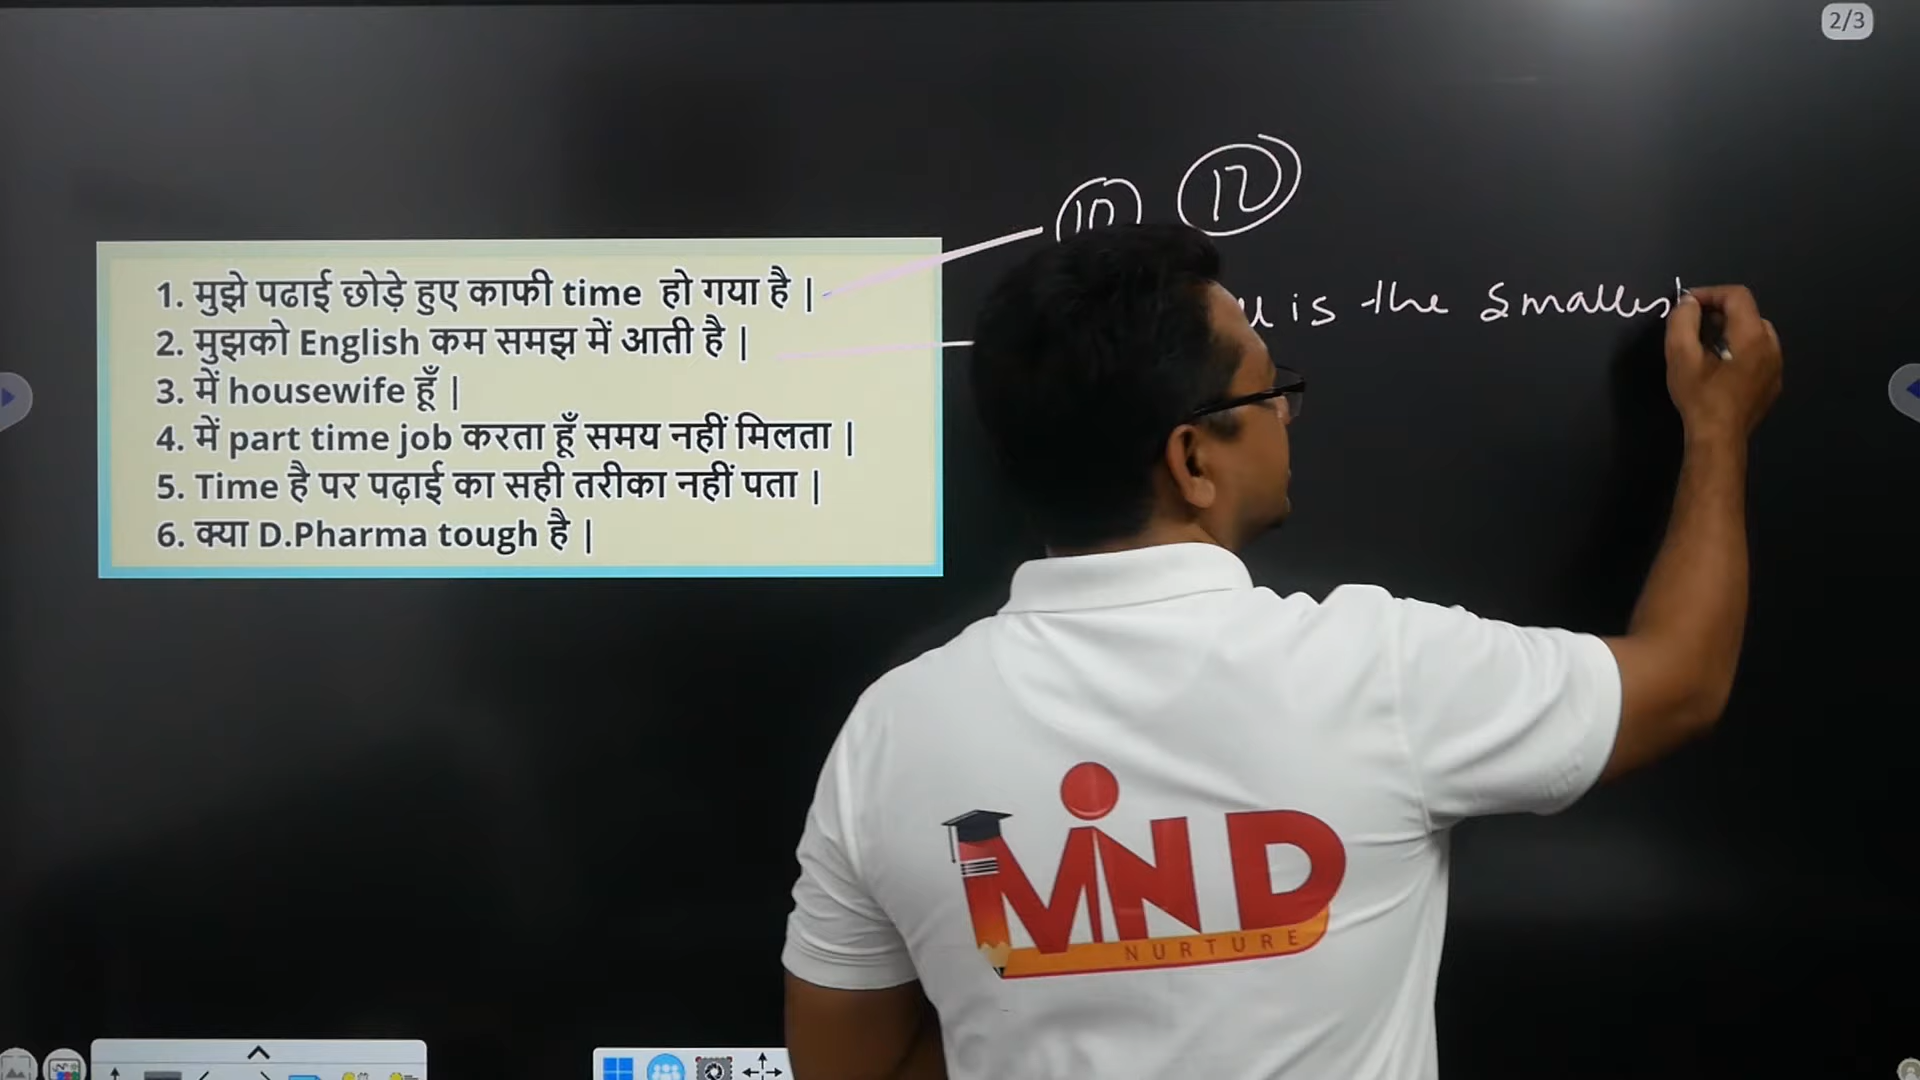 2/3
10 12
1. मुझे पढाई छोड़े हुए काफी time हो गया है |
is the smallest
2. मुझको English कम समझ में आती है |
3. में housewife हूँ |
4. में part time job करता हूँ समय नहीं मिलता |
5. Time है पर पढ़ाई का सही तरीका नहीं पता |
6. क्या D.Pharma tough है |
MIND
NURTURE